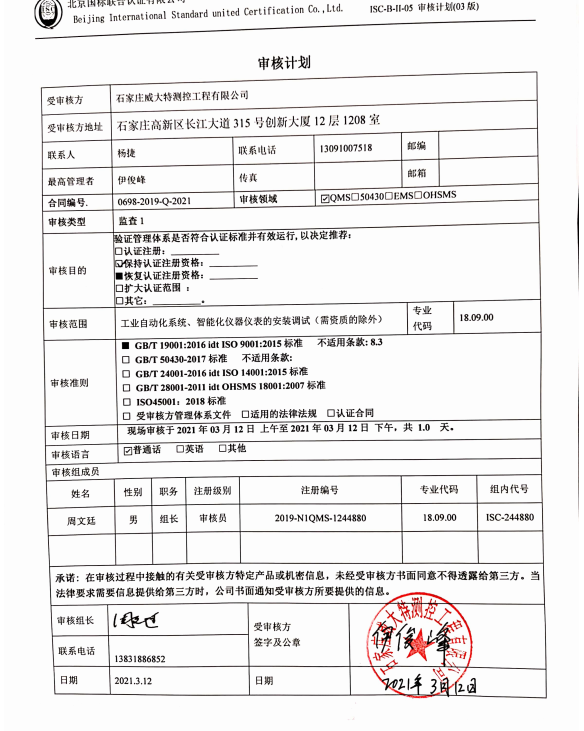 北京国标联合认证有限公司
Beijing International Standard united Certification Co.,Ltd. ISC-B-II-05 审核计划(03 版)
审核计划
受审核方 石家庄威大特测控工程有限公司
受审核方地址 石家庄高新区长江大道 315 号创新大厦 12 层 1208 室
联系人 杨捷 联系电话 13091007518 邮编
最高管理者 伊俊峰 传真 邮箱
合同编号. 0698-2019-Q-2021 审核领域 ☑QMS□50430□EMS□OHSMS
审核类型 监查 1
审核目的
验证管理体系是否符合认证标准并有效运行, 以决定推荐:
□认证注册: ________
☑保持认证注册资格: ________
■恢复认证注册资格: ________
□扩大认证范围 :
□其它: ________。
审核范围 工业自动化系统、智能化仪器仪表的安装调试（需资质的除外） 专业代码 18.09.00
审核准则
■ GB/T 19001:2016 idt ISO 9001:2015 标准 不适用条款: 8.3
□ GB/T 50430-2017 标准 不适用条款:
□ GB/T 24001-2016 idt ISO 14001:2015 标准
□ GB/T 28001-2011 idt OHSMS 18001:2007 标准
□ ISO45001: 2018 标准
□ 受审核方管理体系文件 □适用的法律法规 □认证合同
审核日期 现场审核于 2021 年 03 月 12 日 上午至 2021 年 03 月 12 日 下午, 共 1.0 天。
审核语言 ☑普通话 □英语 □其他
审核组成员
姓名 性别 职务 注册级别 注册编号 专业代码 组内代号
周文廷 男 组长 审核员 2019-N1QMS-1244880 18.09.00 ISC-244880
承诺: 在审核过程中接触的有关受审核方特定产品或机密信息, 未经受审核方书面同意不得透露给第三方。当
法律要求需要信息提供给第三方时, 公司书面通知受审核方所要提供的信息。
审核组长 受审核方
签字及公章 伊俊峰
联系电话 13831886852
日期 2021.3.12 日期 2021年3月12日